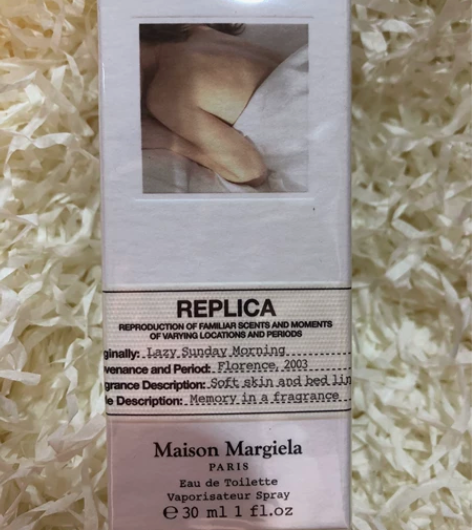 REPLICA
REPRODUCTION OF FAMILIAR SCENTS AND MOMENTS
OF VARYING LOCATIONS AND PERIODS
ginally: Lazy Sunday Morning
venance and Period: Florence, 2003
grance Description: Soft skin and bed lin
le Description: Memory in a fragrance
Maison Margiela
PARIS
Eau de Toilette
Vaporisateur Spray
℮ 30 ml 1 fl.oz